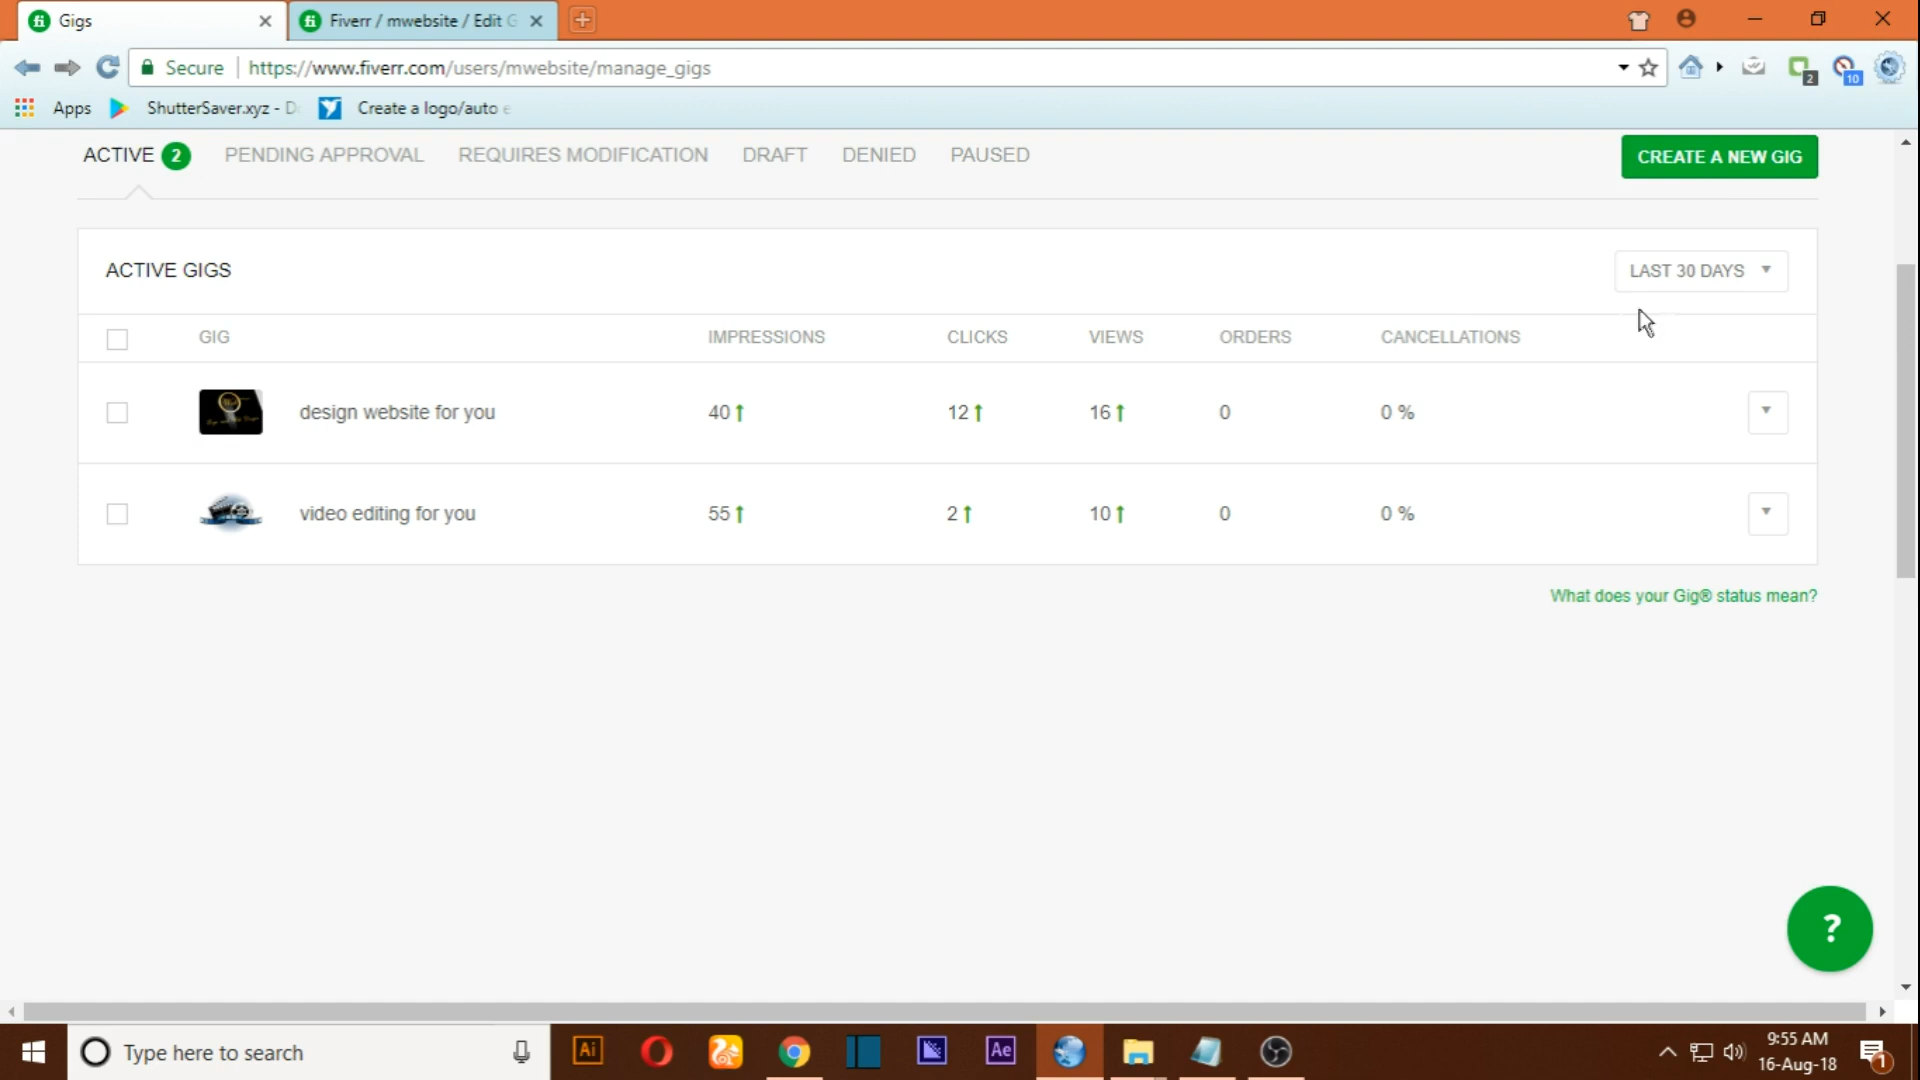 Gigs
Fiverr / mwebsite / Edit G
Secure https://www.fiverr.com/users/mwebsite/manage_gigs
2 10
Apps ShutterSaver.xyz - D Create a logo/auto e
ACTIVE 2 PENDING APPROVAL REQUIRES MODIFICATION DRAFT DENIED PAUSED CREATE A NEW GIG
ACTIVE GIGS LAST 30 DAYS
GIG IMPRESSIONS CLICKS VIEWS ORDERS CANCELLATIONS
design website for you 40 12 16 0 0 %
video editing for you 55 2 10 0 0 %
What does your Gig® status mean?
?
Type here to search Ai Ae 9:55 AM
16-Aug-18 1